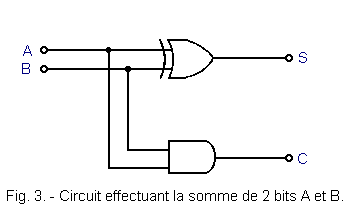 A
B
S
C
Fig. 3. - Circuit effectuant la somme de 2 bits A et B.